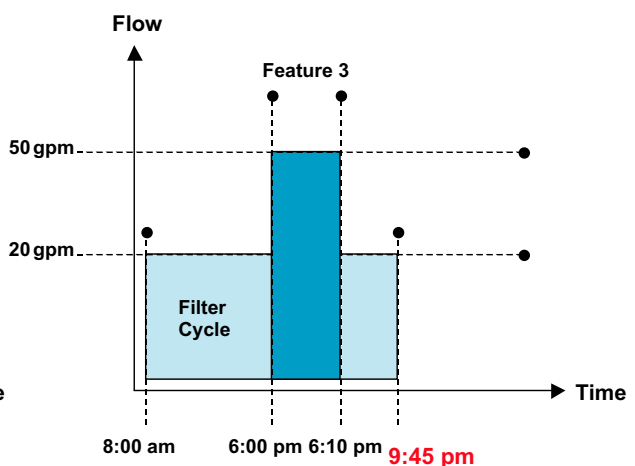 Flow
Feature 3
50 gpm
20 gpm
Filter
Cycle
e
Time
8:00 am 6:00 pm 6:10 pm 9:45 pm